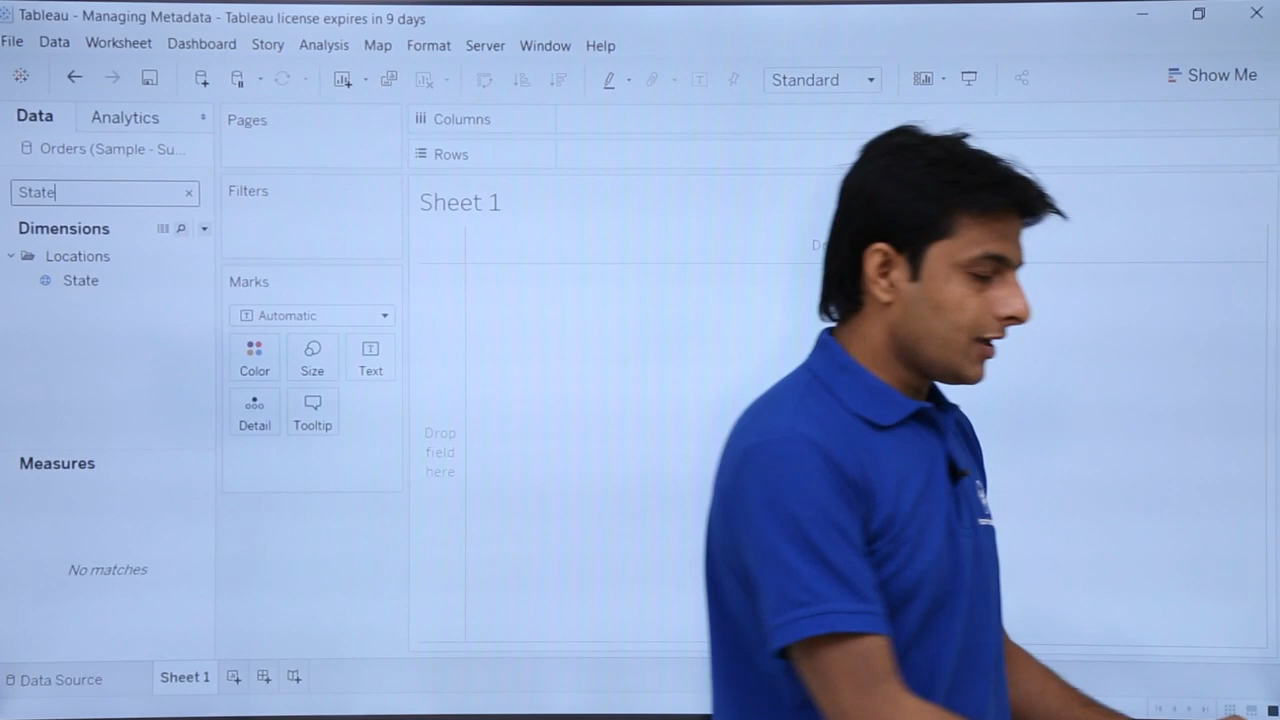 Tableau - Managing Metadata - Tableau license expires in 9 days
File Data Worksheet Dashboard Story Analysis Map Format Server Window Help
Standard
Show Me
Data
Analytics
Pages
Columns
Orders (Sample - Su...
Rows
State
Filters
Sheet 1
Dimensions
Locations
State
Marks
Automatic
Color
Size
Text
Detail
Tooltip
Drop
field
here
Measures
No matches
Data Source
Sheet 1